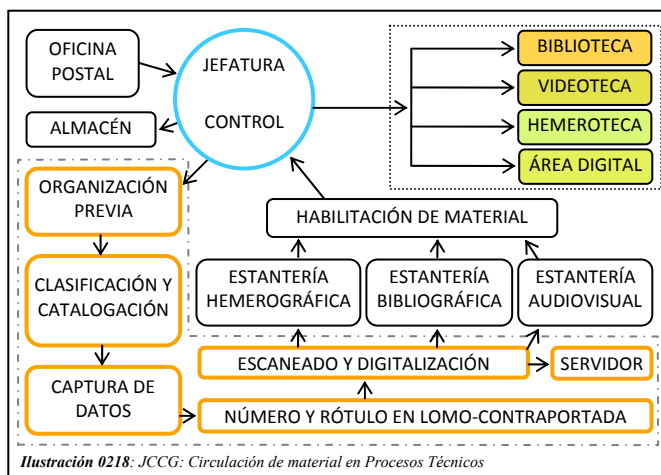 OFICINA
POSTAL
JEFATURA
CONTROL
ALMACÉN
BIBLIOTECA
VIDEOTECA
HEMEROTECA
ÁREA DIGITAL
ORGANIZACIÓN
PREVIA
HABILITACIÓN DE MATERIAL
CLASIFICACIÓN Y
CATALOGACIÓN
ESTANTERÍA
HEMEROGRÁFICA
ESTANTERÍA
BIBLIOGRÁFICA
ESTANTERÍA
AUDIOVISUAL
ESCANEADO Y DIGITALIZACIÓN
SERVIDOR
CAPTURA DE
DATOS
NÚMERO Y RÓTULO EN LOMO-CONTRAPORTADA
Ilustración 0218: JCCG: Circulación de material en Procesos Técnicos